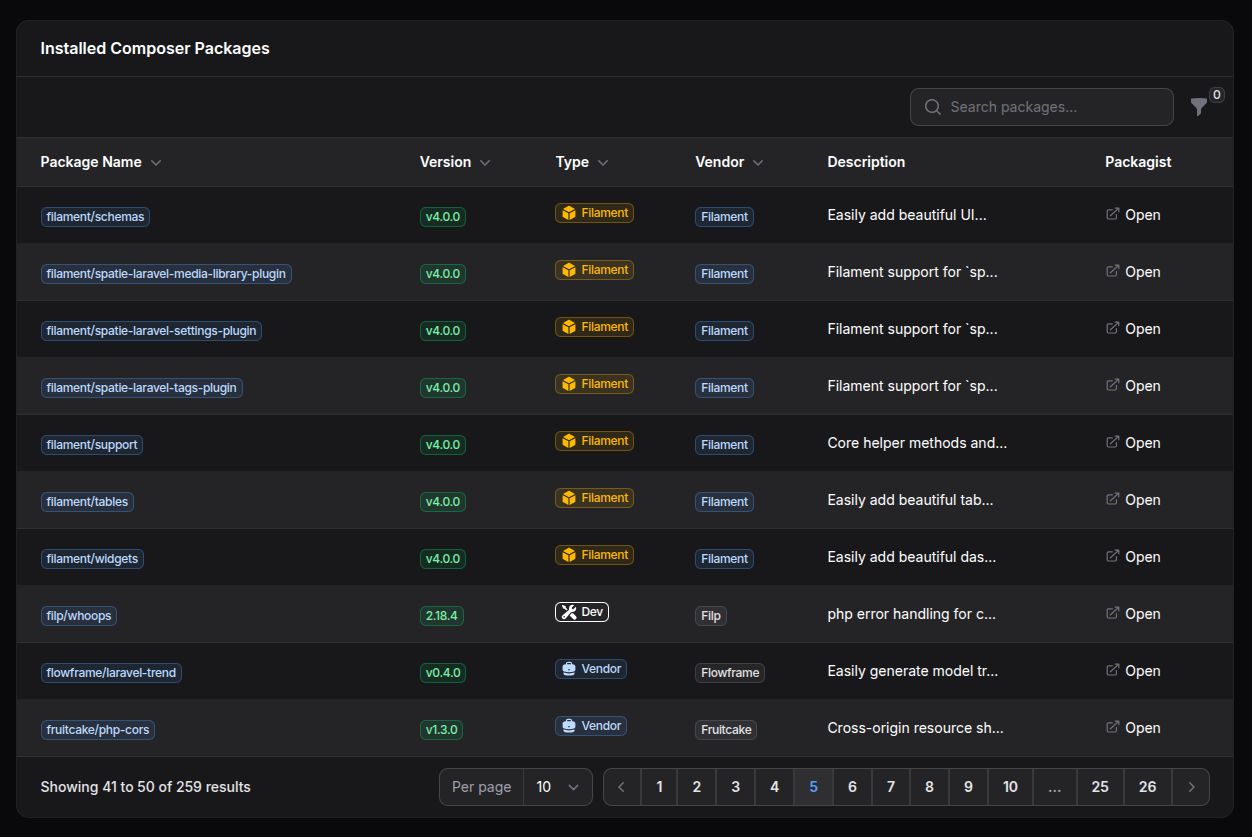 Installed Composer Packages
Search packages...
0
Package Name Version Type Vendor Description Packagist
filament/schemas v4.0.0 Filament Filament Easily add beautiful UI... Open
filament/spatie-laravel-media-library-plugin v4.0.0 Filament Filament Filament support for `sp... Open
filament/spatie-laravel-settings-plugin v4.0.0 Filament Filament Filament support for `sp... Open
filament/spatie-laravel-tags-plugin v4.0.0 Filament Filament Filament support for `sp... Open
filament/support v4.0.0 Filament Filament Core helper methods and... Open
filament/tables v4.0.0 Filament Filament Easily add beautiful tab... Open
filament/widgets v4.0.0 Filament Filament Easily add beautiful das... Open
filp/whoops 2.18.4 Dev Filp php error handling for c... Open
flowframe/laravel-trend v0.4.0 Vendor Flowframe Easily generate model tr... Open
fruitcake/php-cors v1.3.0 Vendor Fruitcake Cross-origin resource sh... Open
Showing 41 to 50 of 259 results Per page 10 1 2 3 4 5 6 7 8 9 10 ... 25 26